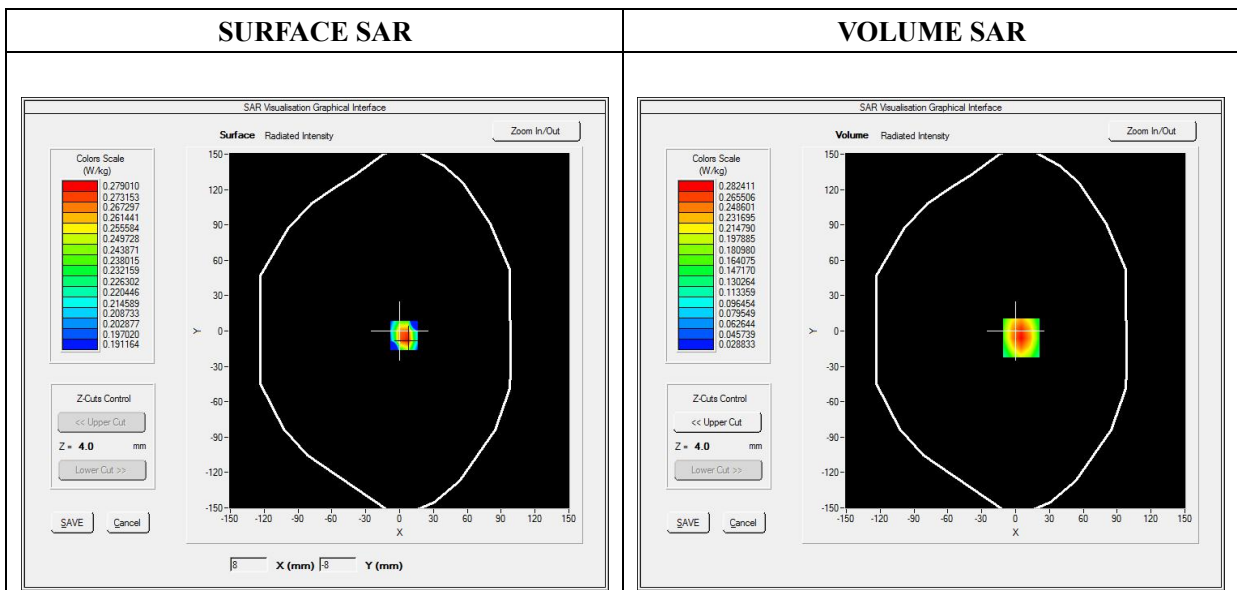 SURFACE SAR
VOLUME SAR
SAR Visualisation Graphical Interface
Surface Radiated Intensity
Zoom In/Out
Colors Scale
(W/kg)
0.279010
0.273153
0.267297
0.261441
0.255584
0.249728
0.243871
0.238015
0.232159
0.226302
0.220446
0.214589
0.208733
0.202877
0.197020
0.191164
Z-Cuts Control
<< Upper Cut
Z = 4.0 mm
Lower Cut >>
SAVE Cancel
150
120
90
60
30
0
-30
-60
-90
-120
-150
Y
-150 -120 -90 -60 -30 0 30 60 90 120 150
X
8 X (mm) -8 Y (mm)
SAR Visualisation Graphical Interface
Volume Radiated Intensity
Zoom In/Out
Colors Scale
(W/kg)
0.282411
0.265506
0.248601
0.231695
0.214790
0.197885
0.180980
0.164075
0.147170
0.130264
0.113359
0.096454
0.079549
0.062644
0.045739
0.028833
Z-Cuts Control
<< Upper Cut
Z = 4.0 mm
Lower Cut >>
SAVE Cancel
150
120
90
60
30
0
-30
-60
-90
-120
-150
Y
-150 -120 -90 -60 -30 0 30 60 90 120 150
X